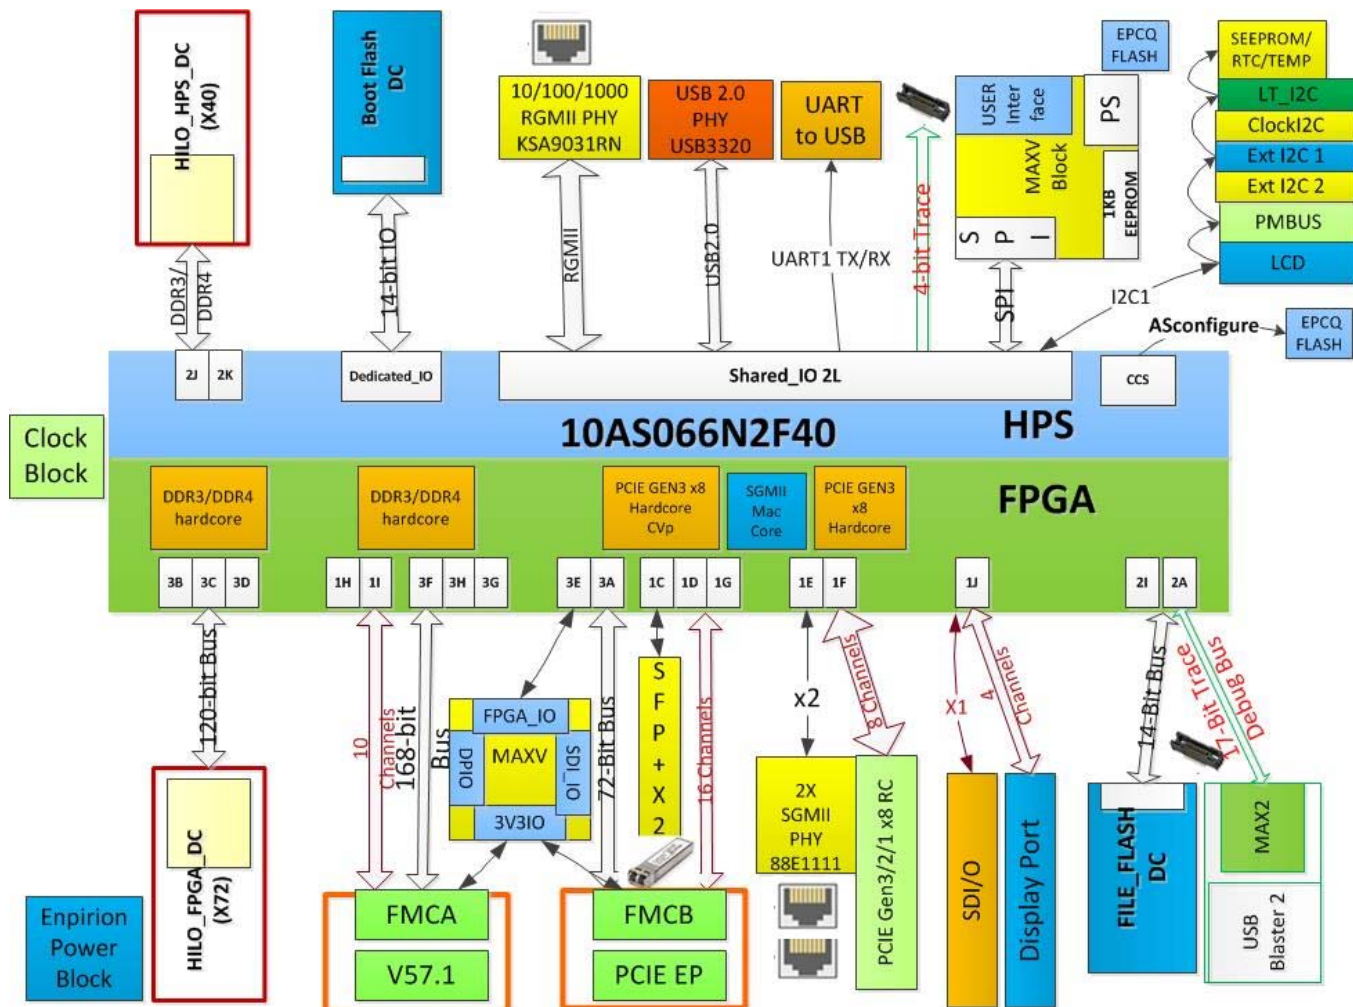 HILO_HPS_DC
(X40)
Boot Flash
DC
10/100/1000
RGMII PHY
KSA9031RN
USB 2.0
PHY
USB3320
UART
to USB
4-bit Trace
USER
Inter
face
PS
MAXV
Block
1KB
EEPROM
S P I
EPCQ
FLASH
SEEPROM/
RTC/TEMP
LT_I2C
ClockI2C
Ext I2C 1
Ext I2C 2
PMBUS
LCD
DDR3/
DDR4
14-bit IO
RGMII
USB2.0
UART1 TX/RX
SPI
I2C1
ASconfigure
EPCQ
FLASH
2J
2K
Dedicated_IO
Shared_IO 2L
CCS
10AS066N2F40
HPS
Clock
Block
FPGA
DDR3/DDR4
hardcore
DDR3/DDR4
hardcore
PCIE GEN3 x8
Hardcore
CVp
SGMII
Mac
Core
PCIE GEN3
x8
Hardcore
3B
3C
3D
1H
1I
3F
3H
3G
3E
3A
1C
1D
1G
1E
1F
1J
2I
2A
120-bit Bus
10
Channels
168-bit
Bus
FPGA_IO
DPIO
MAXV
SDI_IO
3V3IO
72-Bit Bus
S
F
P
+
X
2
16 Channels
x2
8 Channels
X1
4
Channels
14-Bit Bus
17-Bit Trace
Debug Bus
HILO_FPGA_DC
(X72)
Enpirion
Power
Block
FMCA
V57.1
FMCB
PCIE EP
2X
SGMII
PHY
88E1111
PCIE Gen3/2/1 x8 RC
SDI/O
Display Port
FILE_FLASH
DC
MAX2
USB
Blaster 2